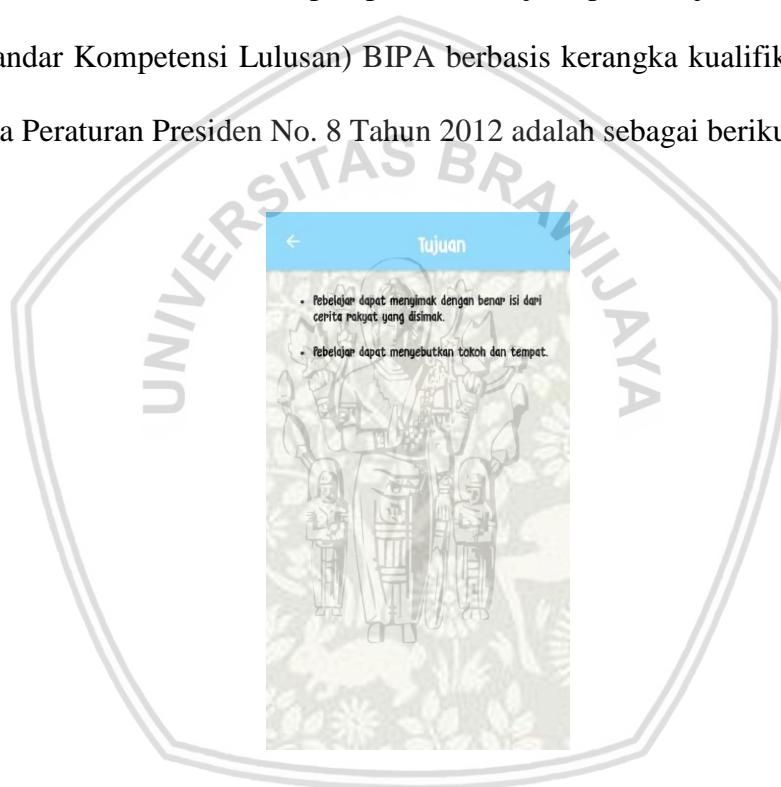 andar Kompetensi Lulusan) BIPA berbasis kerangka kualifik
a Peraturan Presiden No. 8 Tahun 2012 adalah sebagai beriku
UNIVERSITAS BRAWIJAYA
Tujuan
• Pebelajar dapat menyimak dengan benar isi dari
cerita rakyat yang disimak.
• Pebelajar dapat menyebutkan tokoh dan tempat.